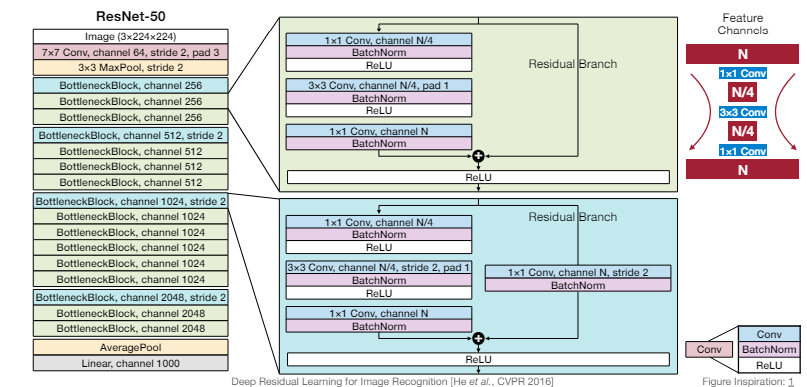 ResNet-50
Image (3×224×224)
7×7 Conv, channel 64, stride 2, pad 3
3×3 MaxPool, stride 2
BottleneckBlock, channel 256
BottleneckBlock, channel 256
BottleneckBlock, channel 256
BottleneckBlock, channel 512, stride 2
BottleneckBlock, channel 512
BottleneckBlock, channel 512
BottleneckBlock, channel 512
BottleneckBlock, channel 1024, stride 2
BottleneckBlock, channel 1024
BottleneckBlock, channel 1024
BottleneckBlock, channel 1024
BottleneckBlock, channel 1024
BottleneckBlock, channel 1024
BottleneckBlock, channel 2048, stride 2
BottleneckBlock, channel 2048
BottleneckBlock, channel 2048
AveragePool
Linear, channel 1000
1×1 Conv, channel N/4
BatchNorm
ReLU
3×3 Conv, channel N/4, pad 1
BatchNorm
ReLU
1×1 Conv, channel N
BatchNorm
Residual Branch
+
ReLU
1×1 Conv, channel N/4
BatchNorm
ReLU
3×3 Conv, channel N/4, stride 2, pad 1
BatchNorm
ReLU
1×1 Conv, channel N
BatchNorm
Residual Branch
1×1 Conv, channel N, stride 2
BatchNorm
+
ReLU
Feature
Channels
N
1×1 Conv
N/4
3×3 Conv
N/4
1×1 Conv
N
Conv
Conv
BatchNorm
ReLU
Deep Residual Learning for Image Recognition [He et al., CVPR 2016]
Figure Inspiration: 1